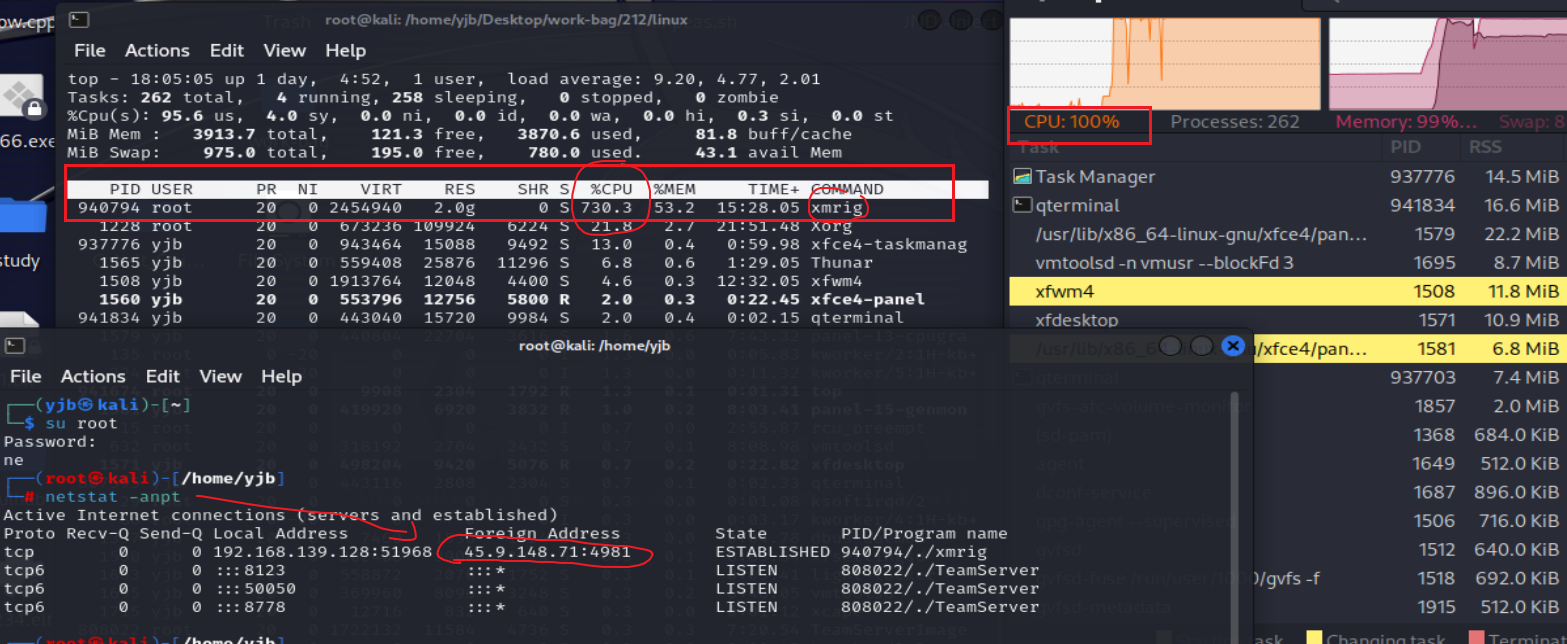 ow.cpp
Trash
as.sh
root@kali: /home/yjb/Desktop/work-bag/212/linux
File Actions Edit View Help
top - 18:05:05 up 1 day, 4:52, 1 user, load average: 9.20, 4.77, 2.01
Tasks: 262 total, 4 running, 258 sleeping, 0 stopped, 0 zombie
%Cpu(s): 95.6 us, 4.0 sy, 0.0 ni, 0.0 id, 0.0 wa, 0.0 hi, 0.3 si, 0.0 st
MiB Mem : 3913.7 total, 121.3 free, 3870.6 used, 81.8 buff/cache
MiB Swap: 975.0 total, 195.0 free, 780.0 used. 43.1 avail Mem
PID USER PR NI VIRT RES SHR S %CPU %MEM TIME+ COMMAND
940794 root 20 0 2454940 2.0g 0 S 730.3 53.2 15:28.05 xmrig
1228 root 20 0 673236 109924 6224 S 21.8 2.7 21:51.48 Xorg
937776 yjb 20 0 943464 15088 9492 S 13.0 0.4 0:59.98 xfce4-taskmanag
1565 yjb 20 0 559408 25876 11296 S 6.8 0.6 1:29.05 Thunar
1508 yjb 20 0 1913764 12048 4400 S 4.6 0.3 12:32.05 xfwm4
1560 yjb 20 0 553796 12756 5800 R 2.0 0.3 0:22.45 xfce4-panel
941834 yjb 20 0 443040 15720 9984 S 2.0 0.4 0:02.15 qterminal
66.exe
study
CPU: 100% Processes: 262 Memory: 99%... Swap: 8
Task PID RSS
Task Manager 937776 14.5 MiB
qterminal 941834 16.6 MiB
/usr/lib/x86_64-linux-gnu/xfce4/pan... 1579 22.2 MiB
vmtoolsd -n vmusr --blockFd 3 1695 8.7 MiB
xfwm4 1508 11.8 MiB
xfdesktop 1571 10.9 MiB
/xfce4/pan... 1581 6.8 MiB
qterminal 937703 7.4 MiB
1857 2.0 MiB
(sd-pam) 1368 684.0 KiB
agent 1649 512.0 KiB
dconf-service 1687 896.0 KiB
1506 716.0 KiB
gvfsd 1512 640.0 KiB
/gvfs -f 1518 692.0 KiB
gvfsd-metadata 1915 512.0 KiB
Changing task Terminat
root@kali: /home/yjb
File Actions Edit View Help
┌──(yjb㉿kali)-[~]
└─$ su root
Password:
ne
┌──(root㉿kali)-[/home/yjb]
└─# netstat -anpt
Active Internet connections (servers and established)
Proto Recv-Q Send-Q Local Address Foreign Address State PID/Program name
tcp 0 0 192.168.139.128:51968 45.9.148.71:4981 ESTABLISHED 940794/./xmrig
tcp6 0 0 :::8123 :::* LISTEN 808022/./TeamServer
tcp6 0 0 :::50050 :::* LISTEN 808022/./TeamServer
tcp6 0 0 :::8778 :::* LISTEN 808022/./TeamServer
┌──(root㉿kali)-[/home/yjb]